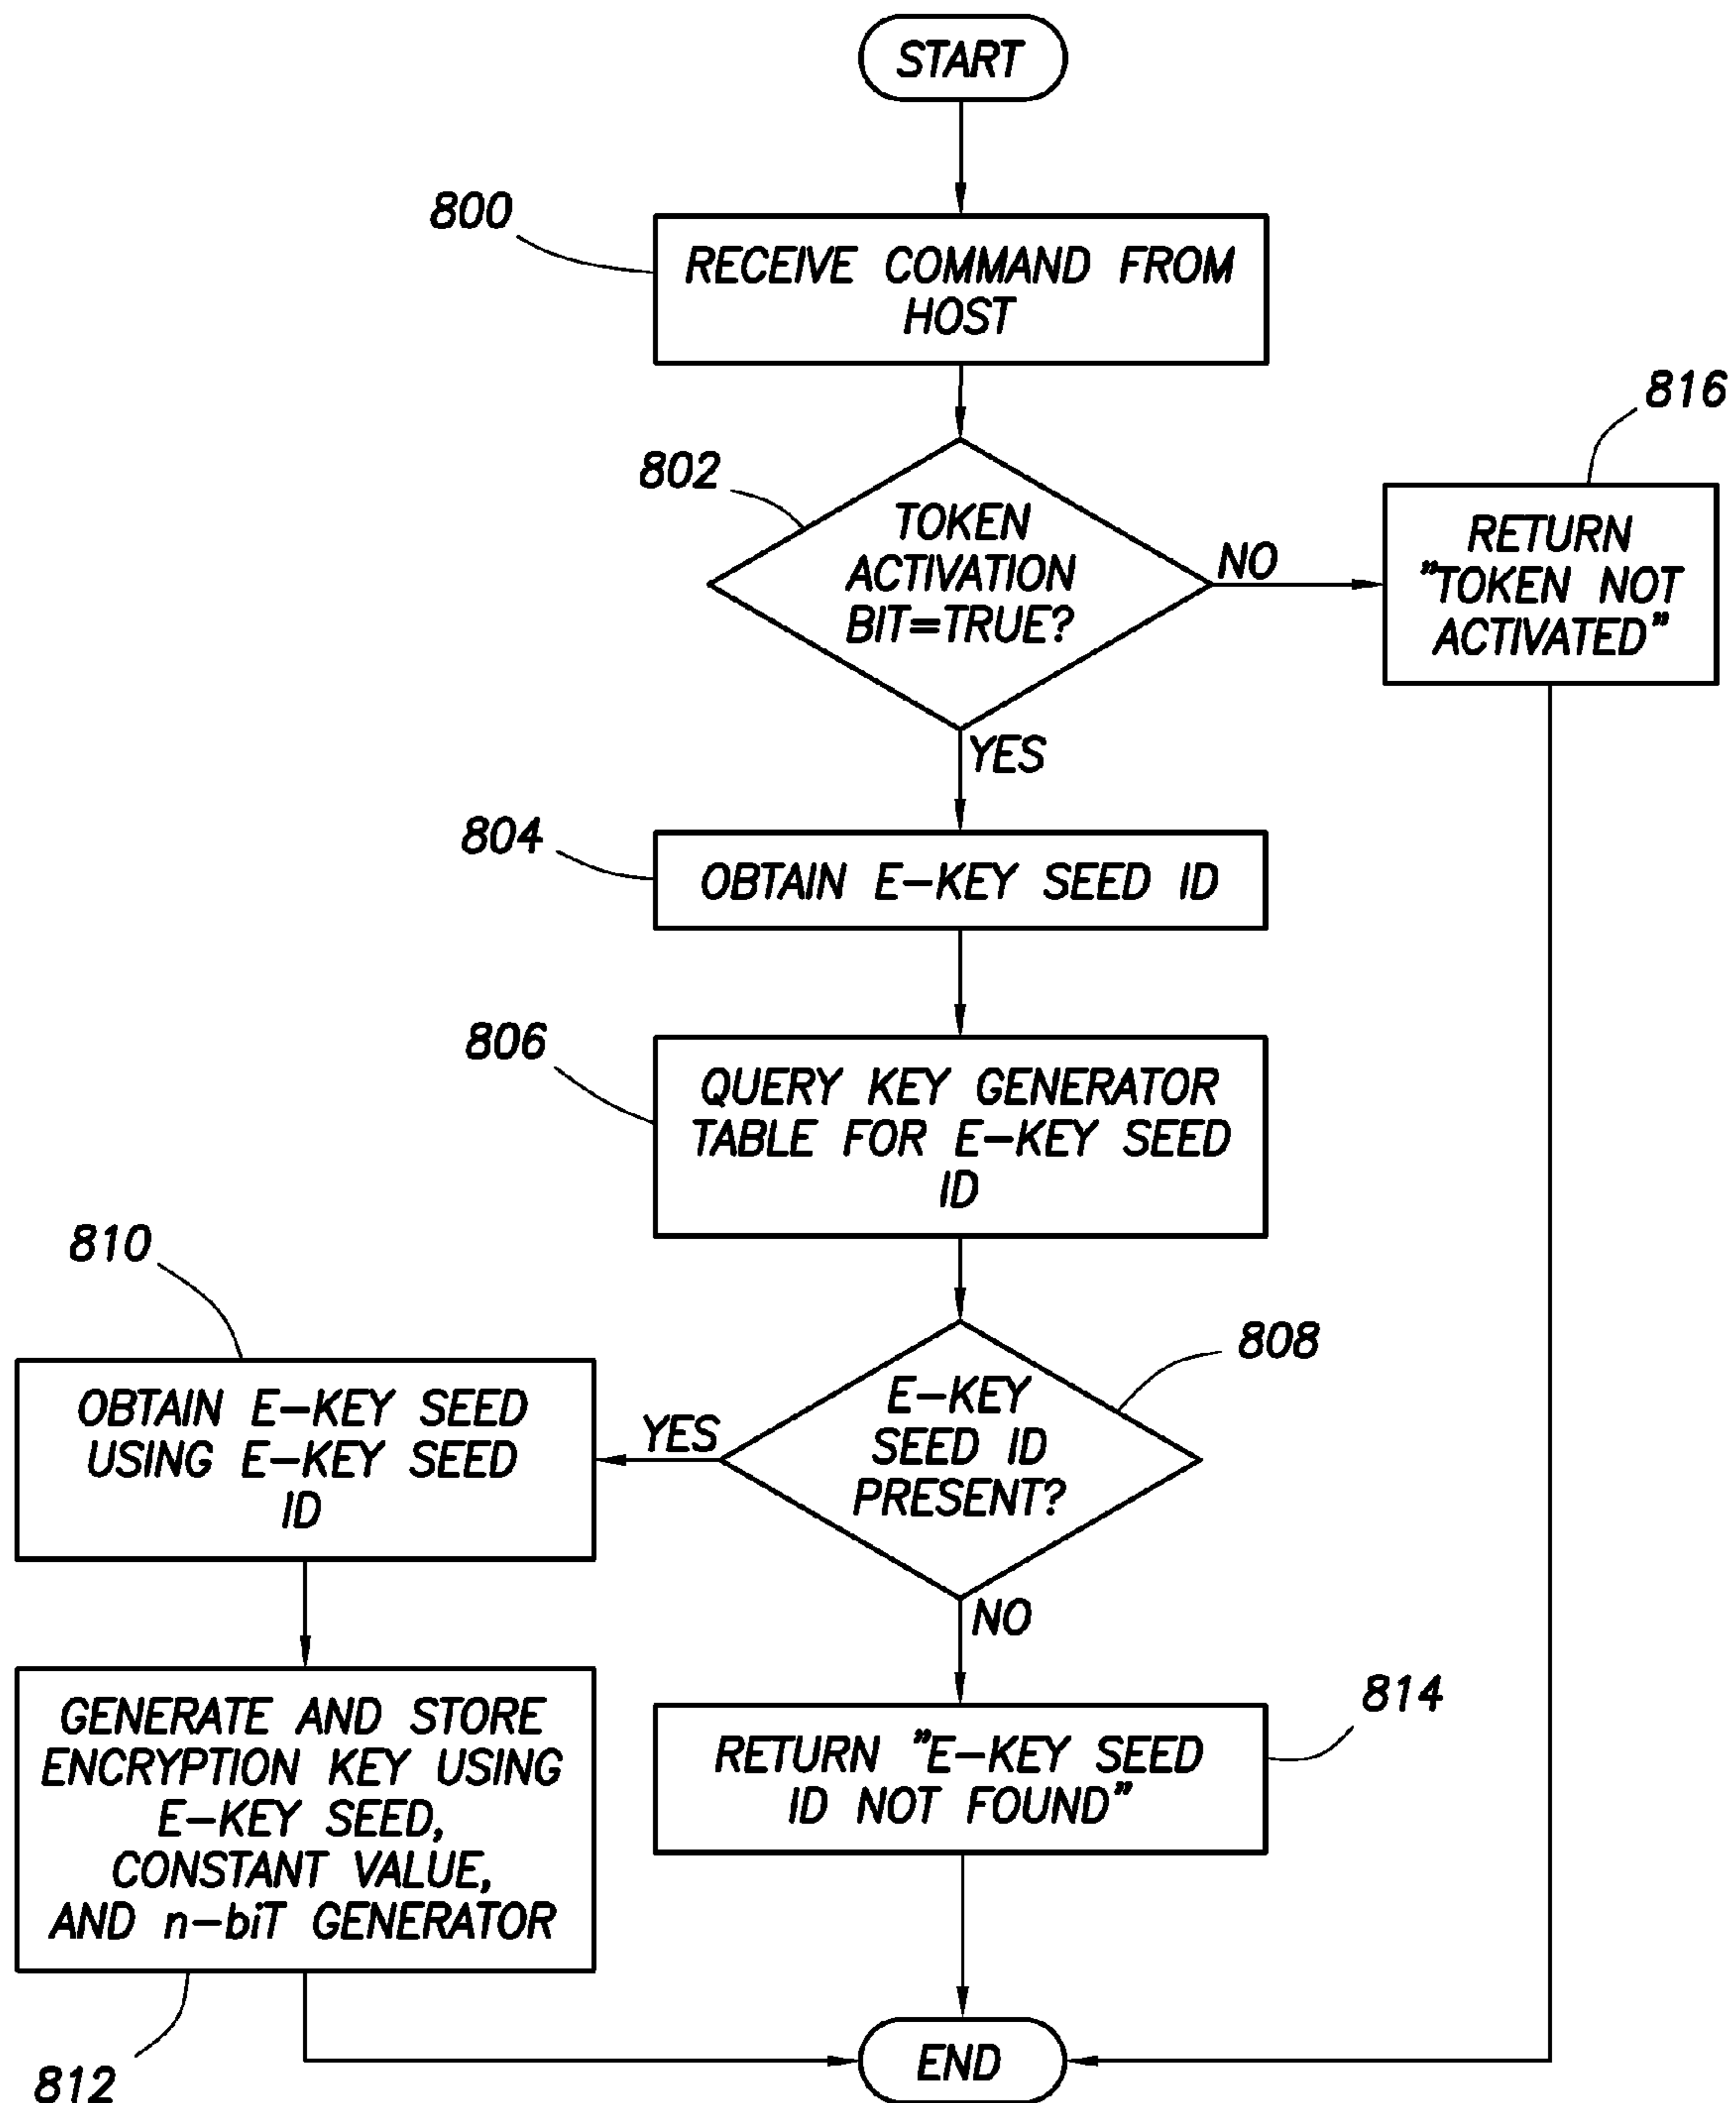 START
800
RECEIVE COMMAND FROM
HOST
816
802
TOKEN
ACTIVATION
BIT=TRUE?
NO
RETURN
"TOKEN NOT
ACTIVATED"
YES
804
OBTAIN E-KEY SEED ID
806
QUERY KEY GENERATOR
TABLE FOR E-KEY SEED
ID
810
808
E-KEY
SEED ID
PRESENT?
YES
OBTAIN E-KEY SEED
USING E-KEY SEED
ID
NO
GENERATE AND STORE
ENCRYPTION KEY USING
E-KEY SEED,
CONSTANT VALUE,
AND n-biT GENERATOR
814
RETURN "E-KEY SEED
ID NOT FOUND"
812
END